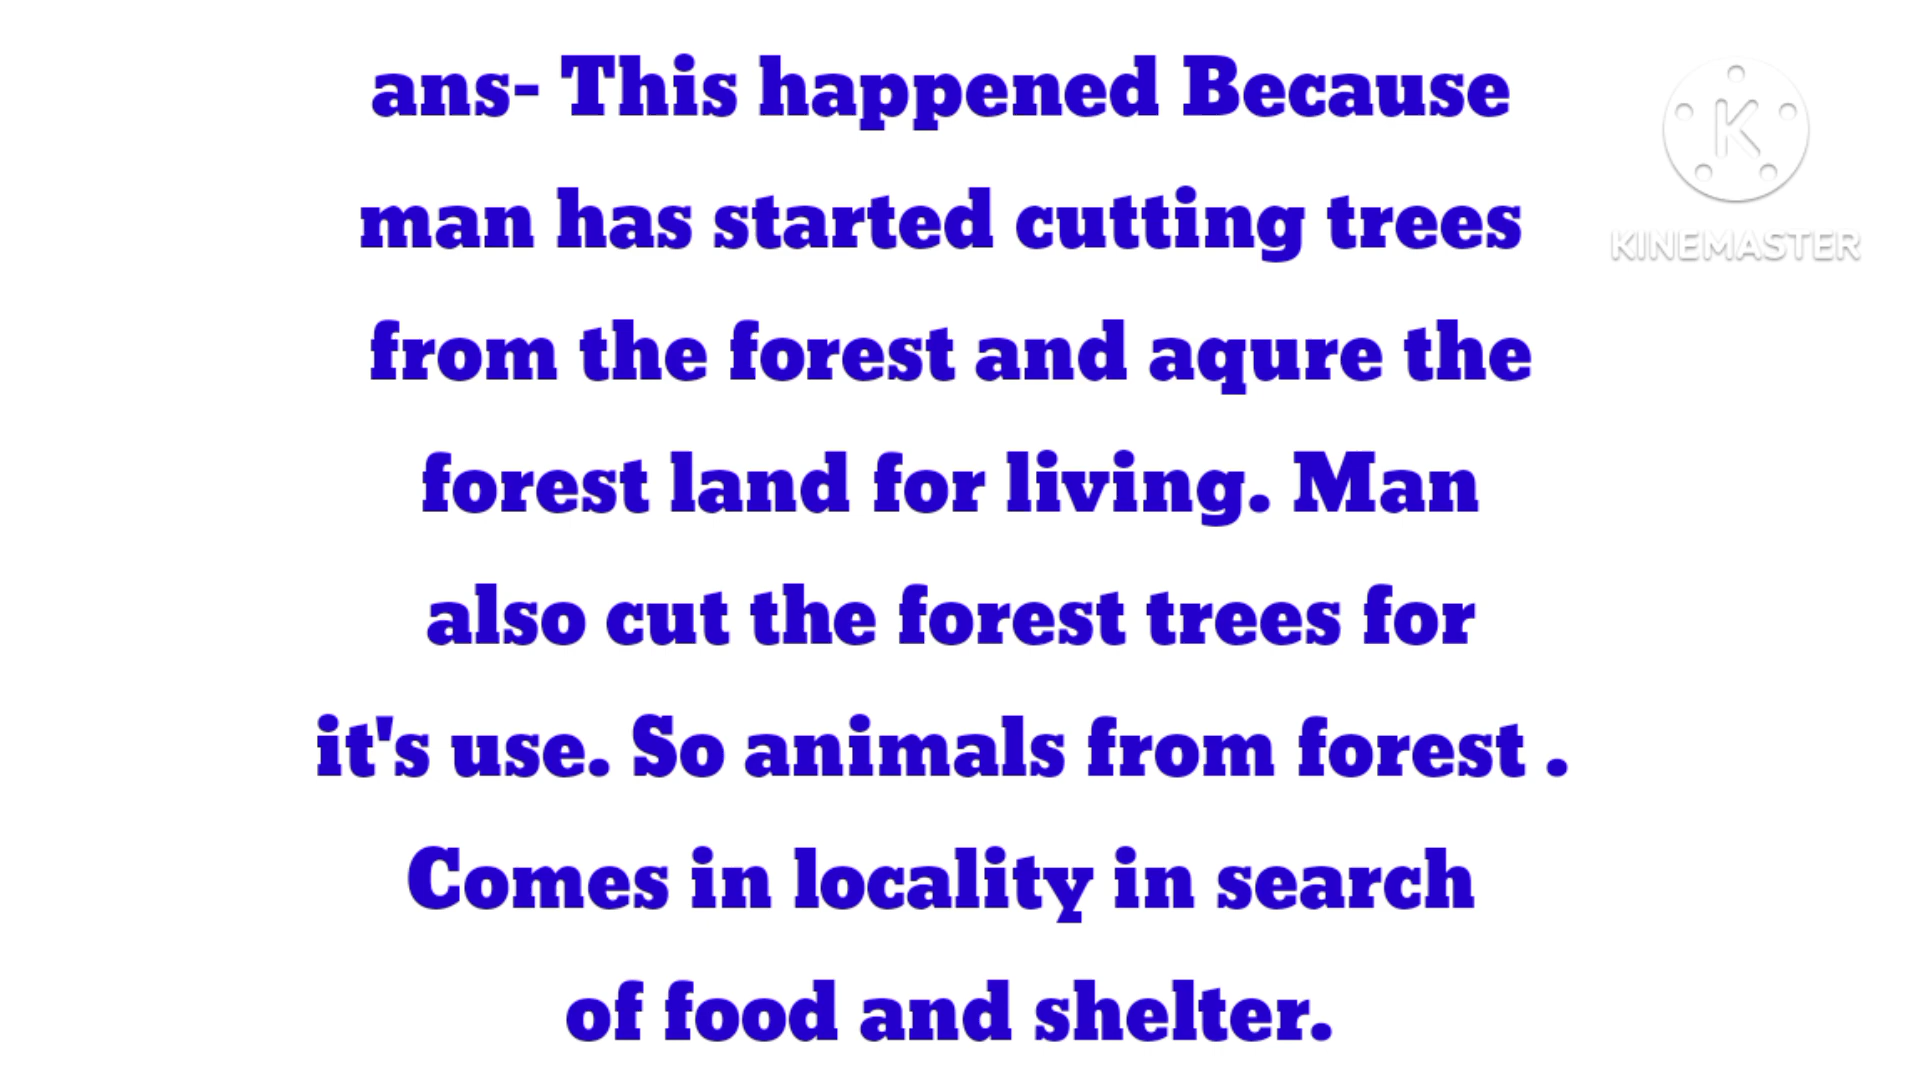 ans- This happened Because
man has started cutting trees
from the forest and aqure the
forest land for living. Man
also cut the forest trees for
it's use. So animals from forest .
Comes in locality in search
of food and shelter.
K
KINEMASTER